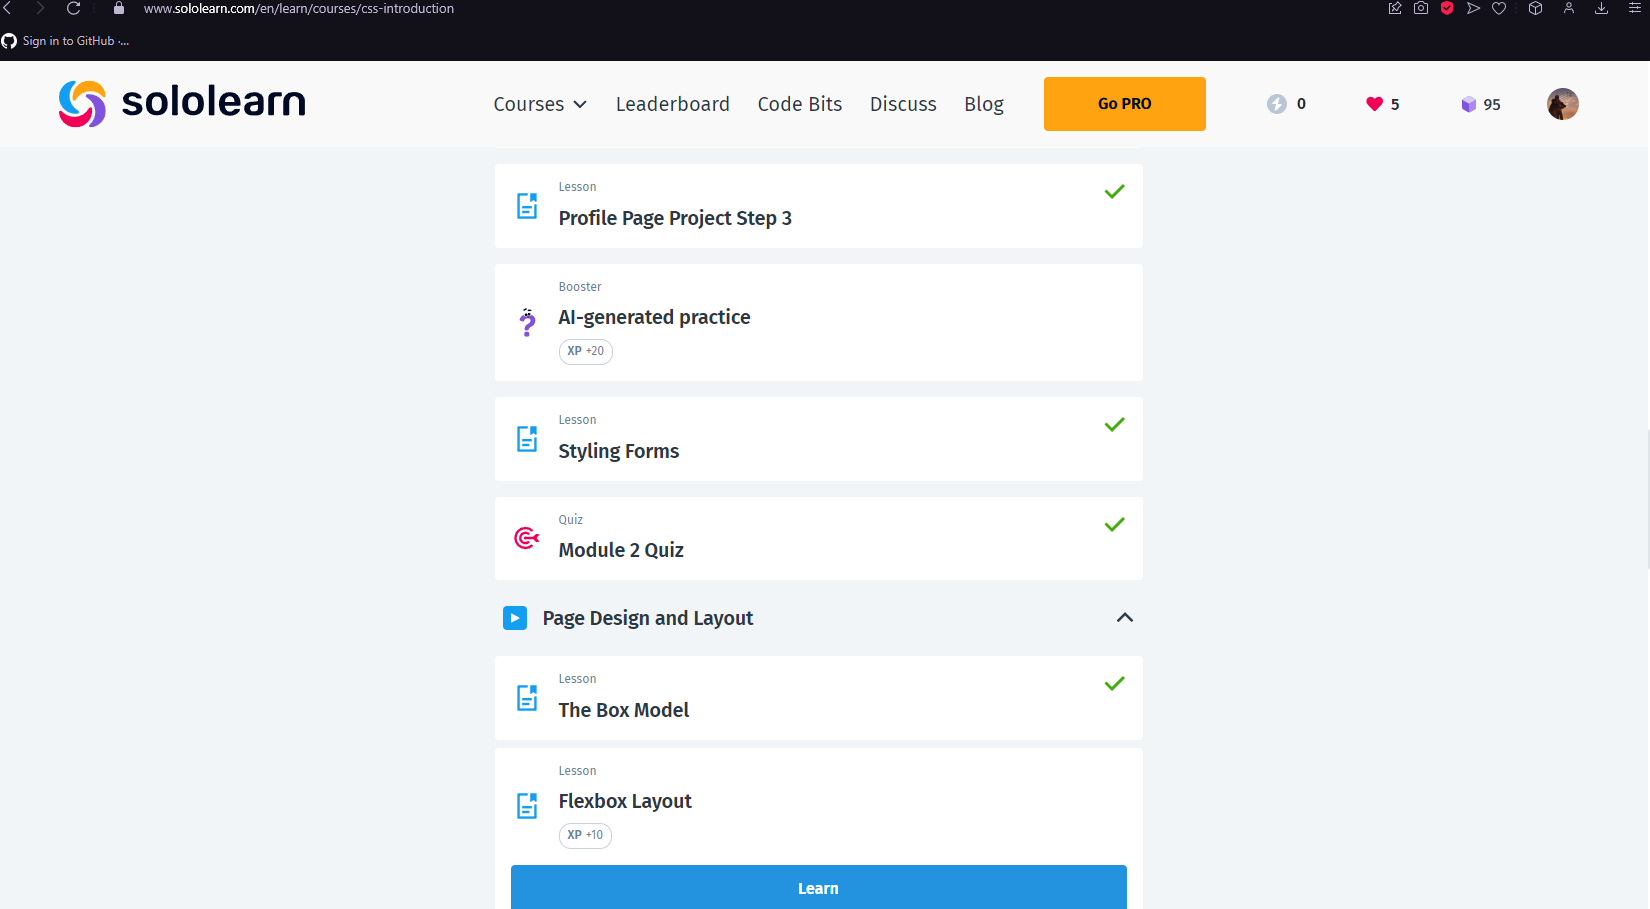 www.sololearn.com/en/learn/courses/css-introduction
Sign in to GitHub ·...
sololearn
Courses
Leaderboard
Code Bits
Discuss
Blog
Go PRO
0
5
95
Lesson
Profile Page Project Step 3
Booster
AI-generated practice
XP +20
Lesson
Styling Forms
Quiz
Module 2 Quiz
Page Design and Layout
Lesson
The Box Model
Lesson
Flexbox Layout
XP +10
Learn